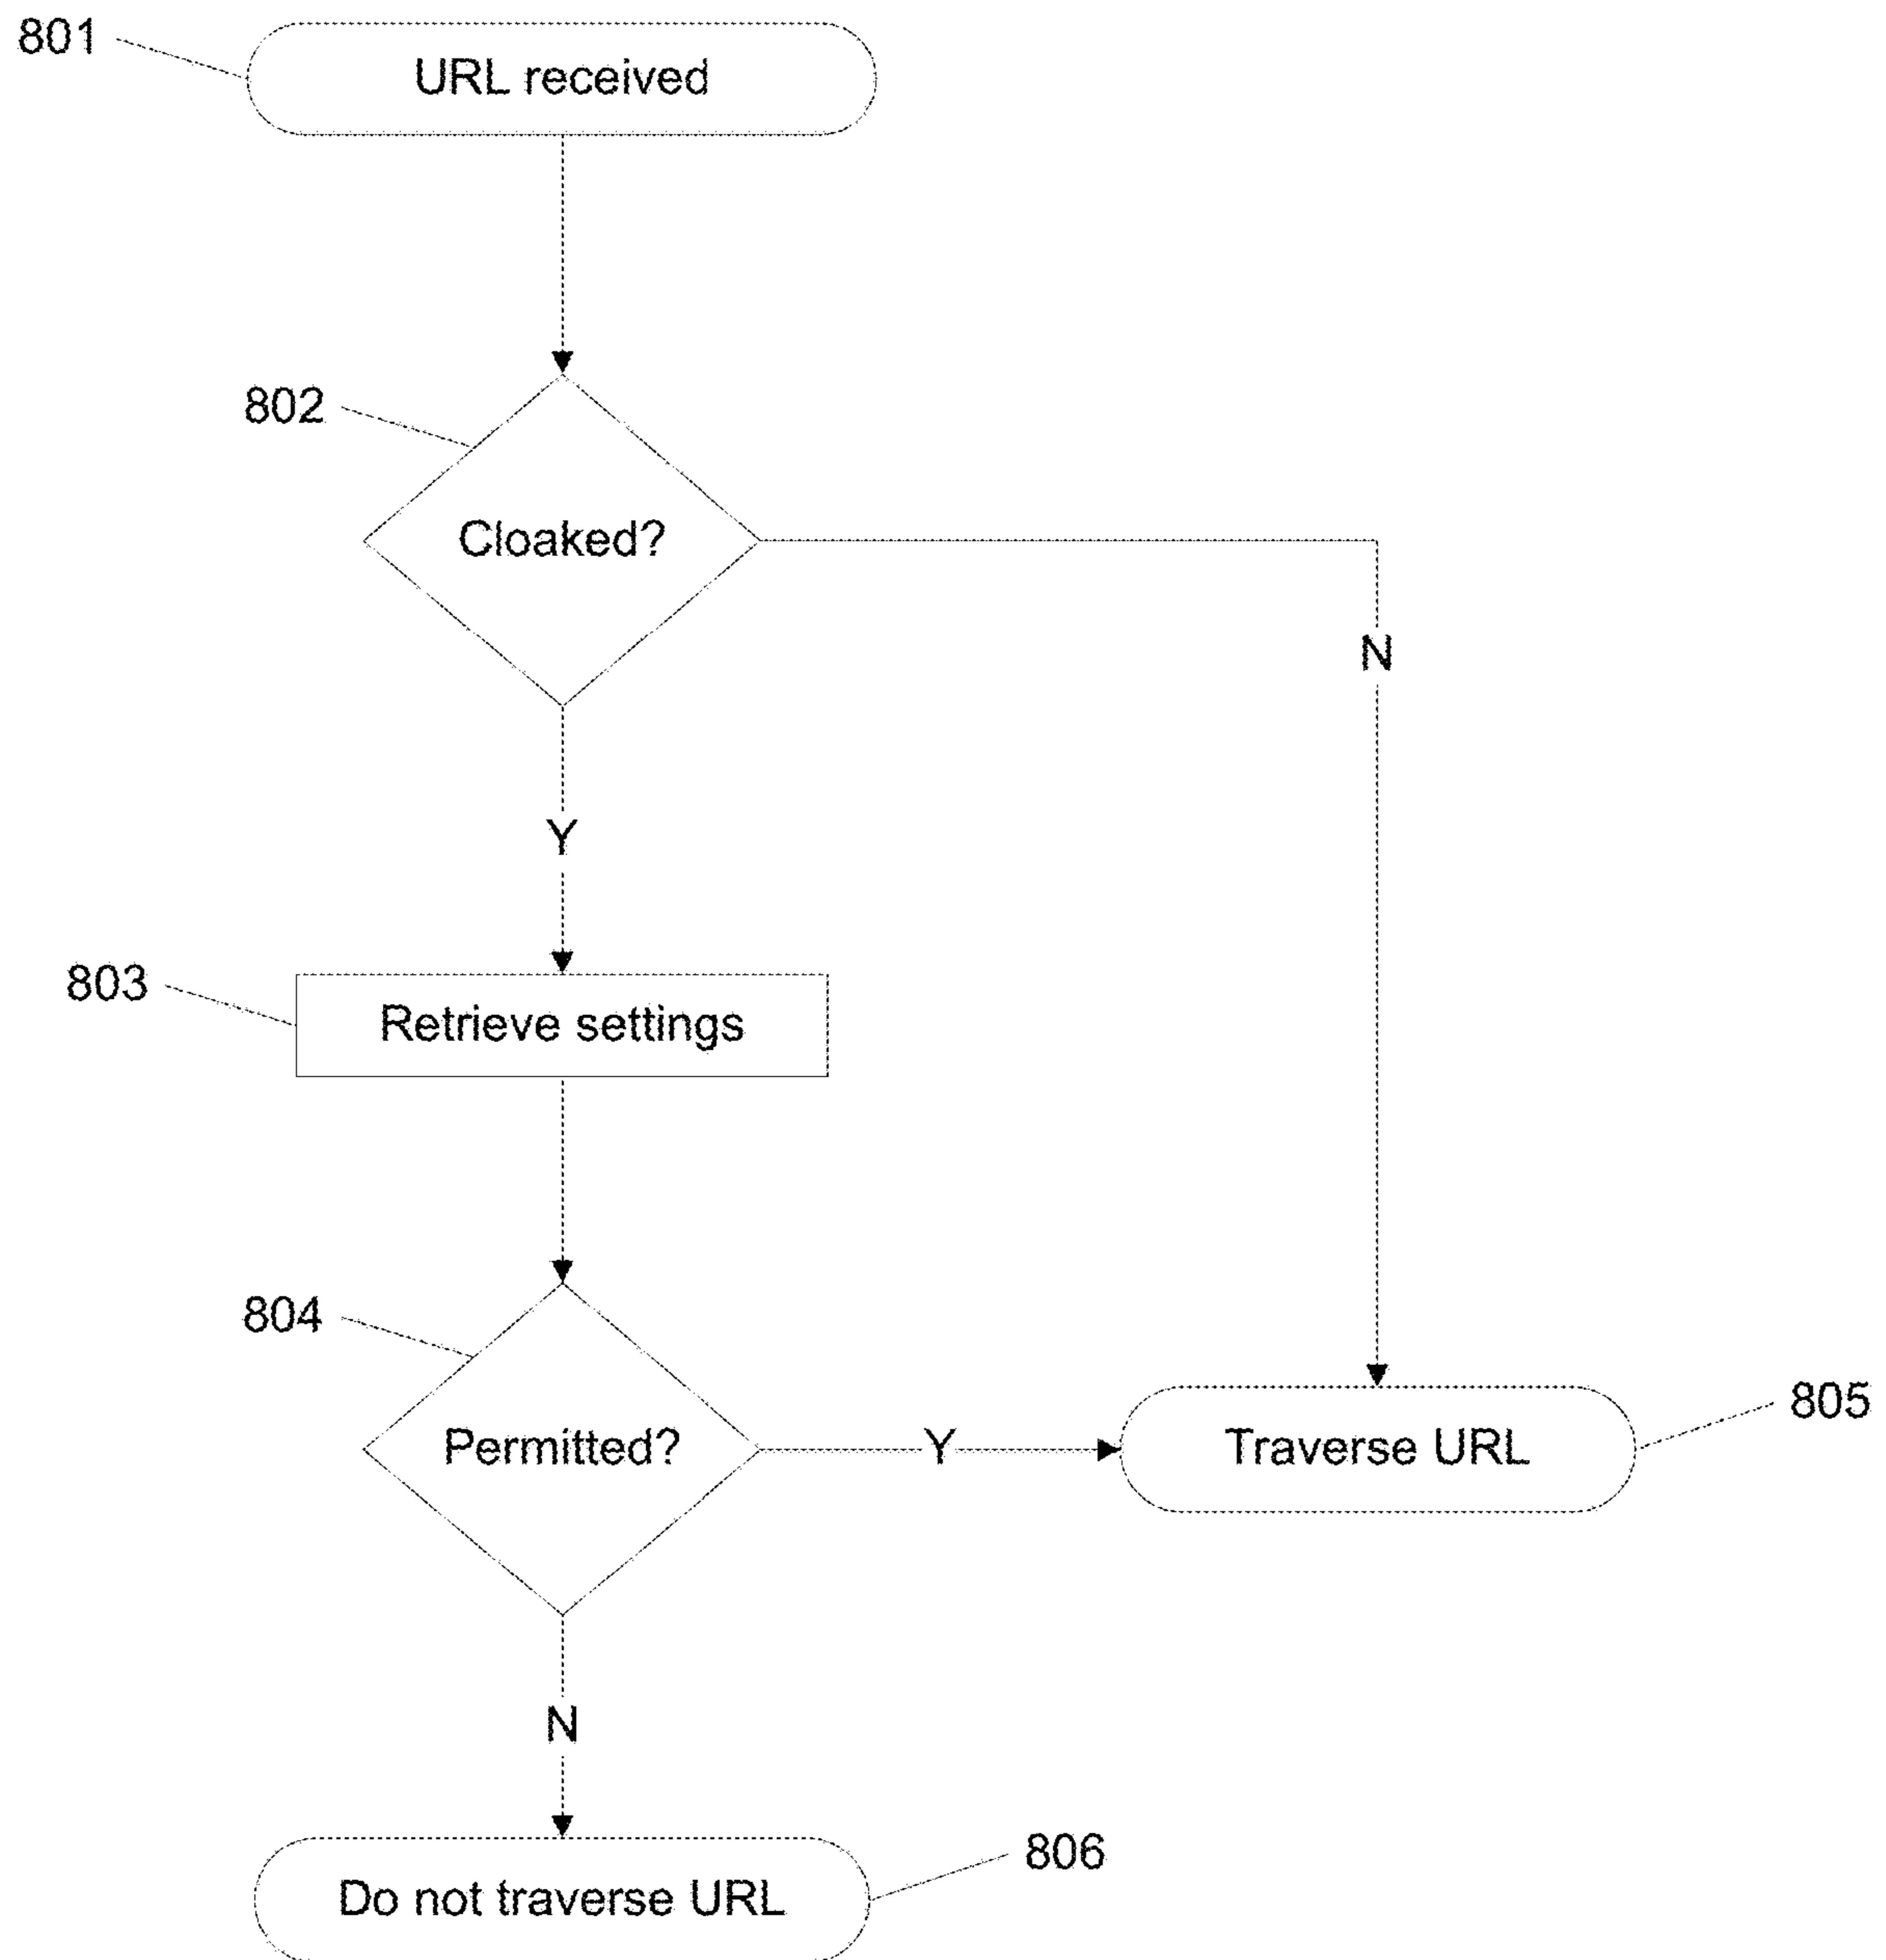 801
URL received
802
Cloaked?
N
Y
803
Retrieve settings
804
Permitted?
Y
Traverse URL
805
N
806
Do not traverse URL